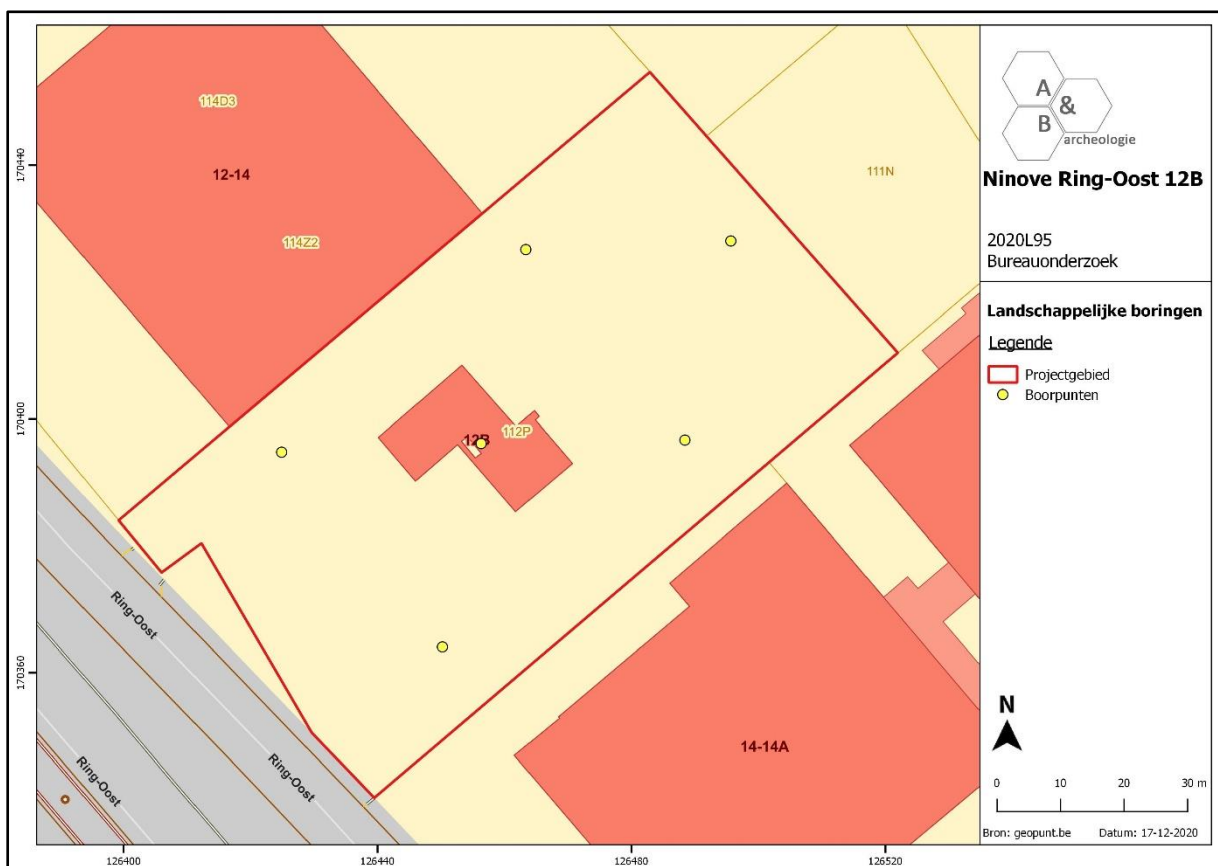 114D3
12-14
114Z2
111N
12B
112P
14-14A
Ring-Oost
Ring-Oost
Ring-Oost
170440
170400
170360
126400
126440
126480
126520
A
&
B
archeologie
Ninove Ring-Oost 12B
2020L95
Bureauonderzoek
Landschappelijke boringen
Legende
Projectgebied
Boorpunten
N
0 10 20 30 m
Bron: geopunt.be Datum: 17-12-2020